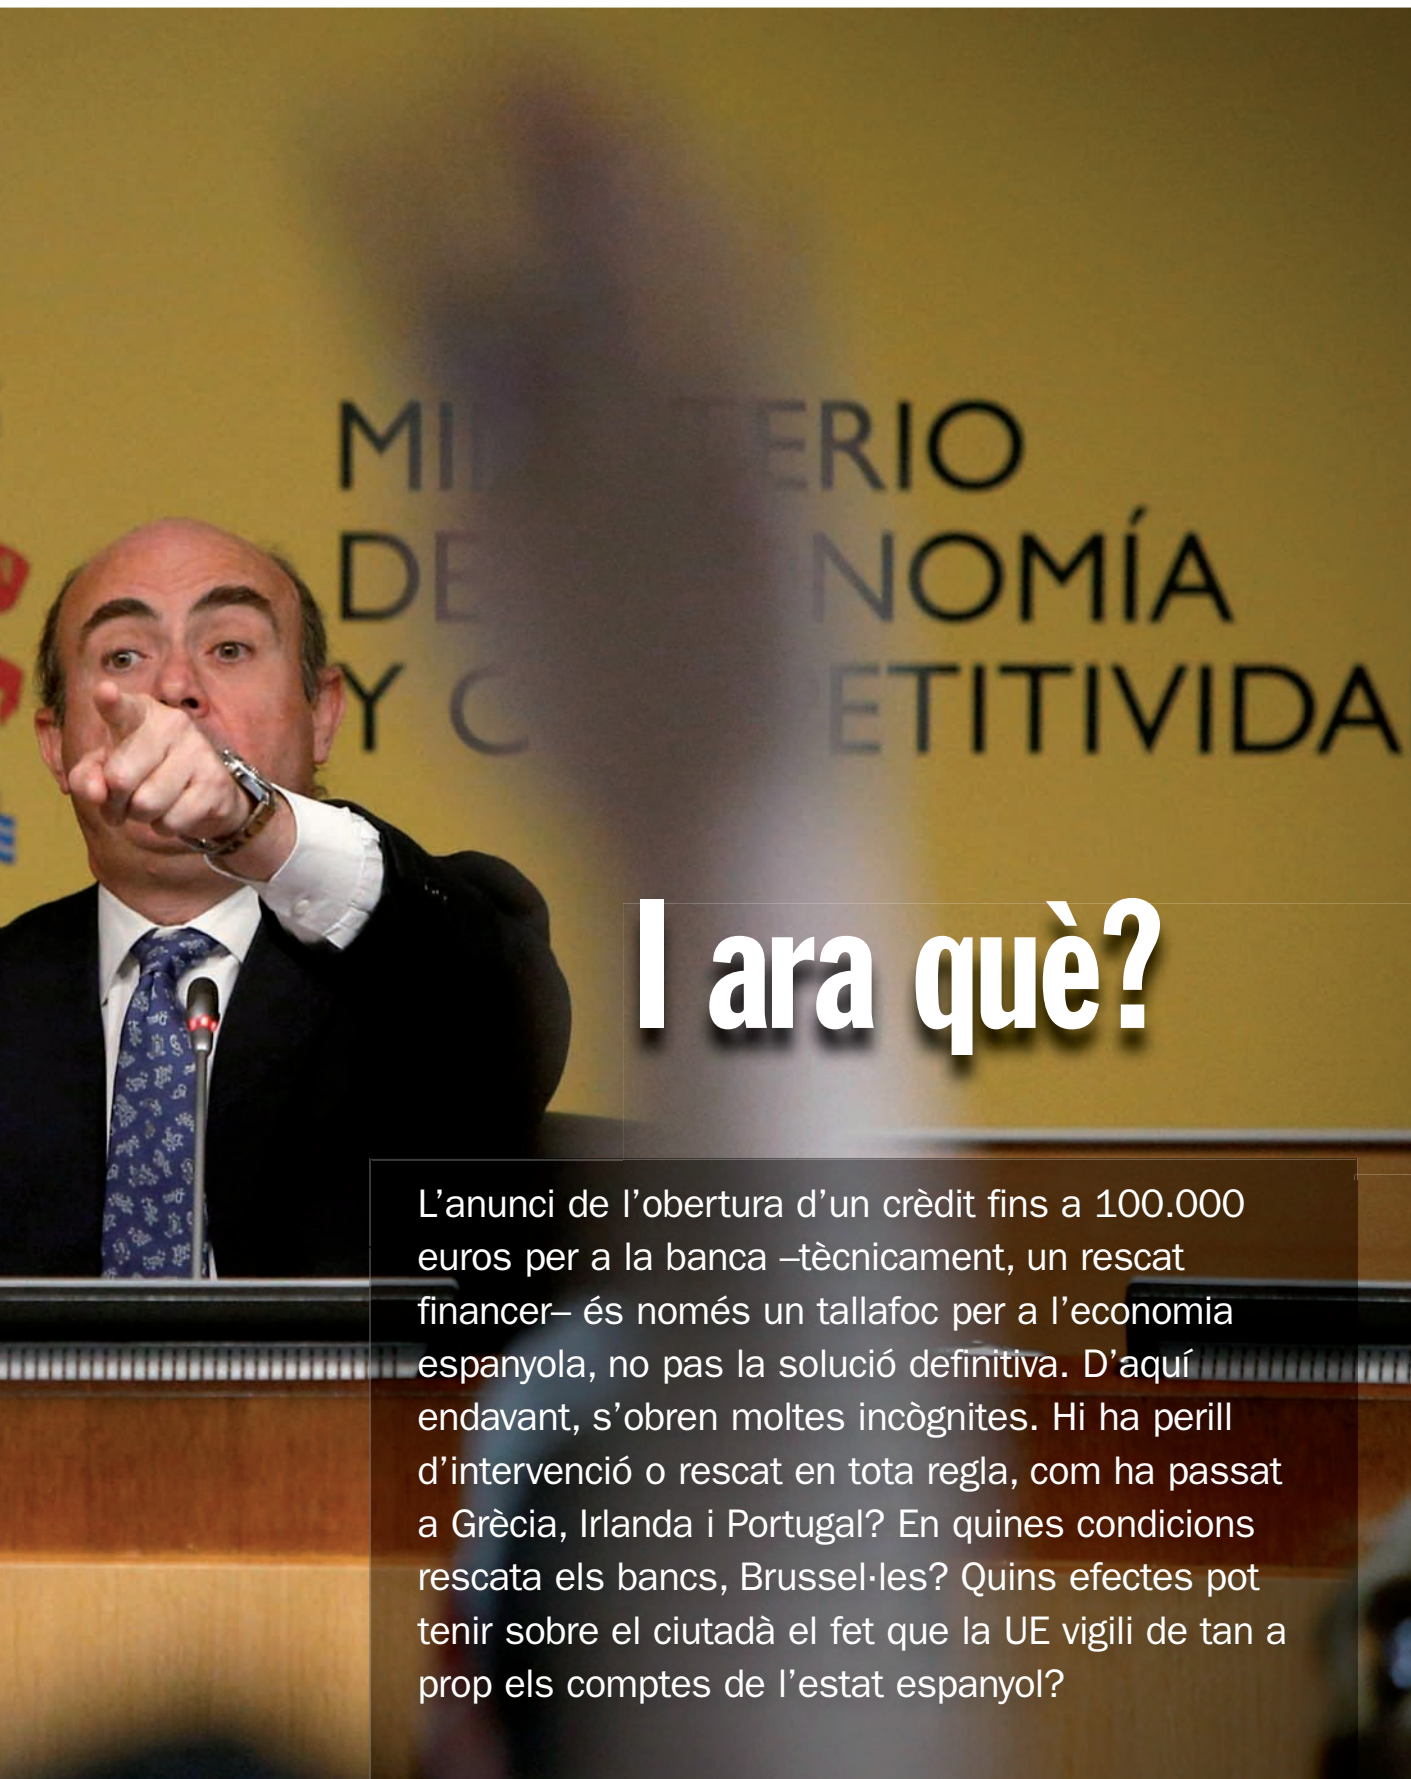 ERIO
NOMÍA
Y
I ara què?
L'anunci de l'obertura d'un crèdit fins a 100.000
euros per a la banca –tècnicament, un rescat
financer– és només un tallafoc per a l'economia
espanyola, no pas la solució definitiva. D'aquí
endavant, s'obren moltes incògnites. Hi ha perill
d'intervenció o rescat en tota regla, com ha passat
a Grècia, Irlanda i Portugal? En quines condicions
rescata els bancs, Brussel·les? Quins efectes pot
tenir sobre el ciutadà el fet que la UE vigili de tan a
prop els comptes de l'estat espanyol?